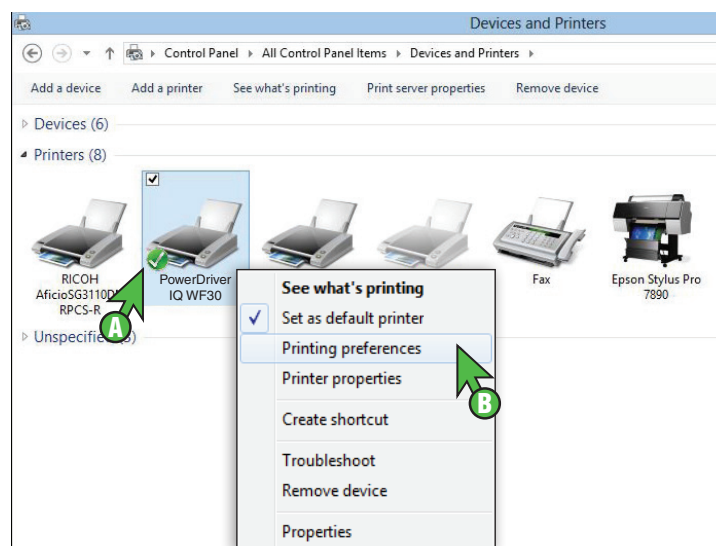 Devices and Printers
Control Panel ▸ All Control Panel Items ▸ Devices and Printers ▸
Add a device Add a printer See what's printing Print server properties Remove device
Devices (6)
Printers (8)
RICOH
RPCS-R
PowerDriver
IQ WF30
Fax
Epson Stylus Pro
7890
See what's printing
Set as default printer
Printing preferences
Printer properties
Create shortcut
Troubleshoot
Remove device
Properties
A
B